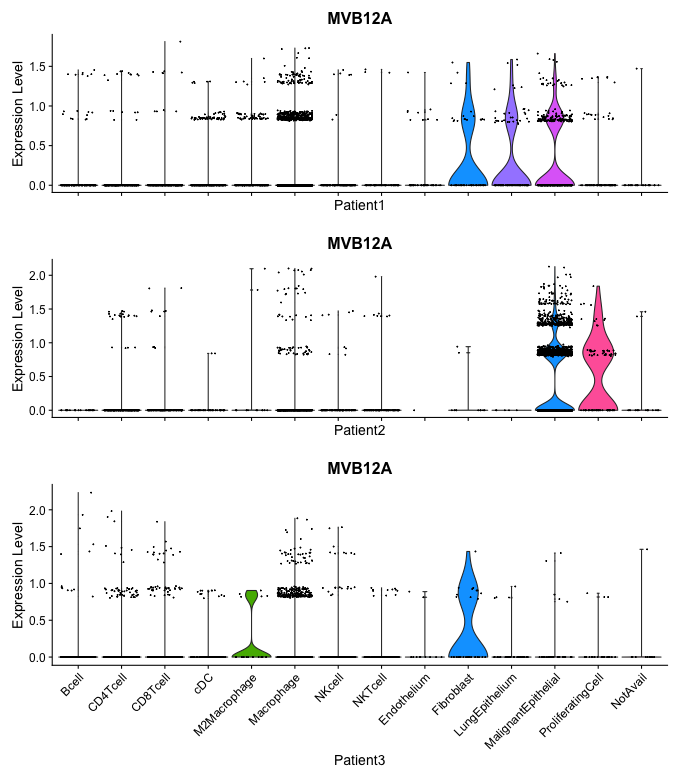 MVB12A
Expression Level
1.5
1.0
0.5
0.0
Patient1
MVB12A
Expression Level
2.0
1.5
1.0
0.5
0.0
Patient2
MVB12A
Expression Level
2.0
1.5
1.0
0.5
0.0
Bcell
CD4Tcell
CD8Tcell
cDC
M2Macrophage
Macrophage
NKcell
NKTcell
Endothelium
Fibroblast
LungEpithelium
MalignantEpithelial
ProliferatingCell
NotAvail
Patient3